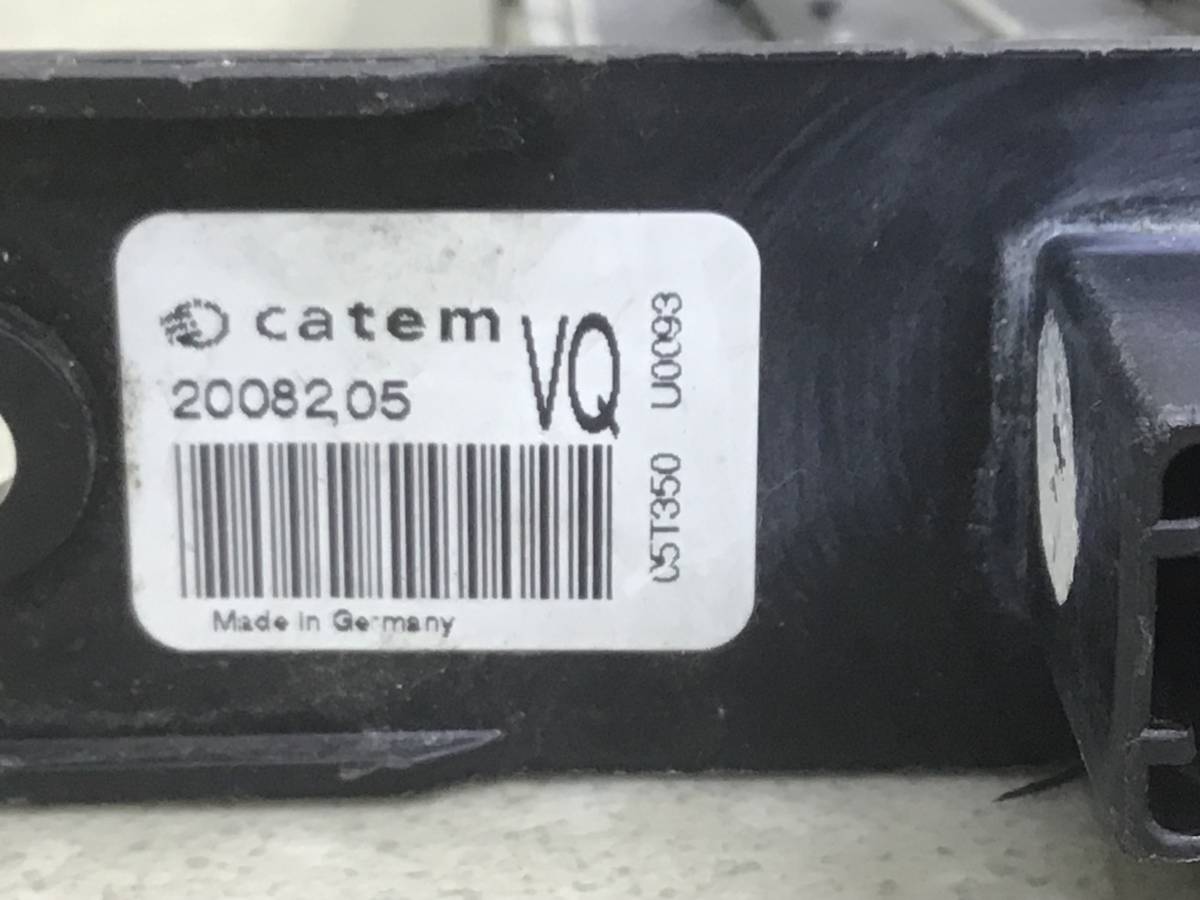 catem
2008205
VQ
Made in Germany
05T350 U0093